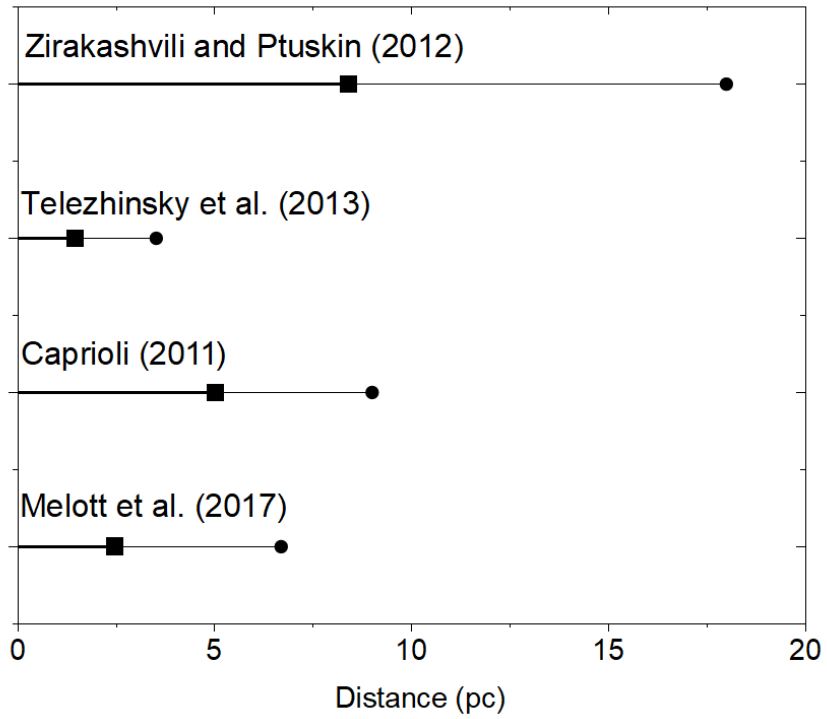 Zirakashvili and Ptuskin (2012)
Telezhinsky et al. (2013)
Caprioli (2011)
Melott et al. (2017)
0 5 10 15 20
Distance (pc)